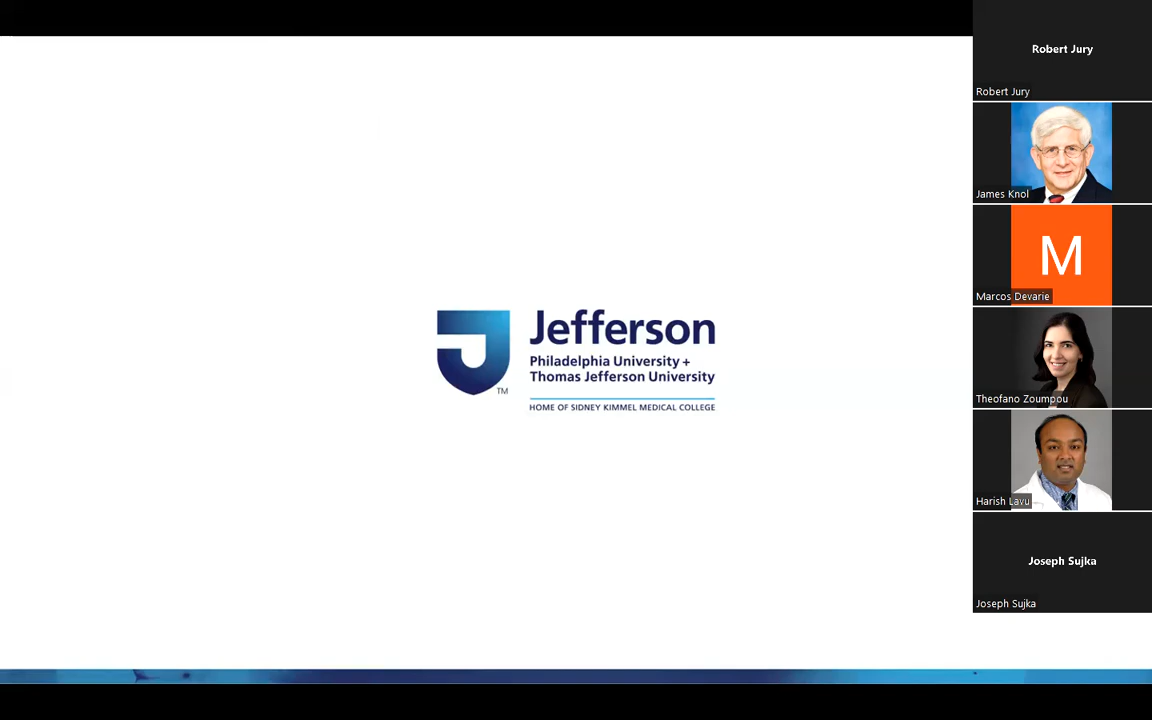 Jefferson
Philadelphia University +
Thomas Jefferson University
TM
HOME OF SIDNEY KIMMEL MEDICAL COLLEGE
Robert Jury
Robert Jury
James Knol
M
Marcos Devarie
Theofano Zoumpou
Harish Lavu
Joseph Sujka
Joseph Sujka